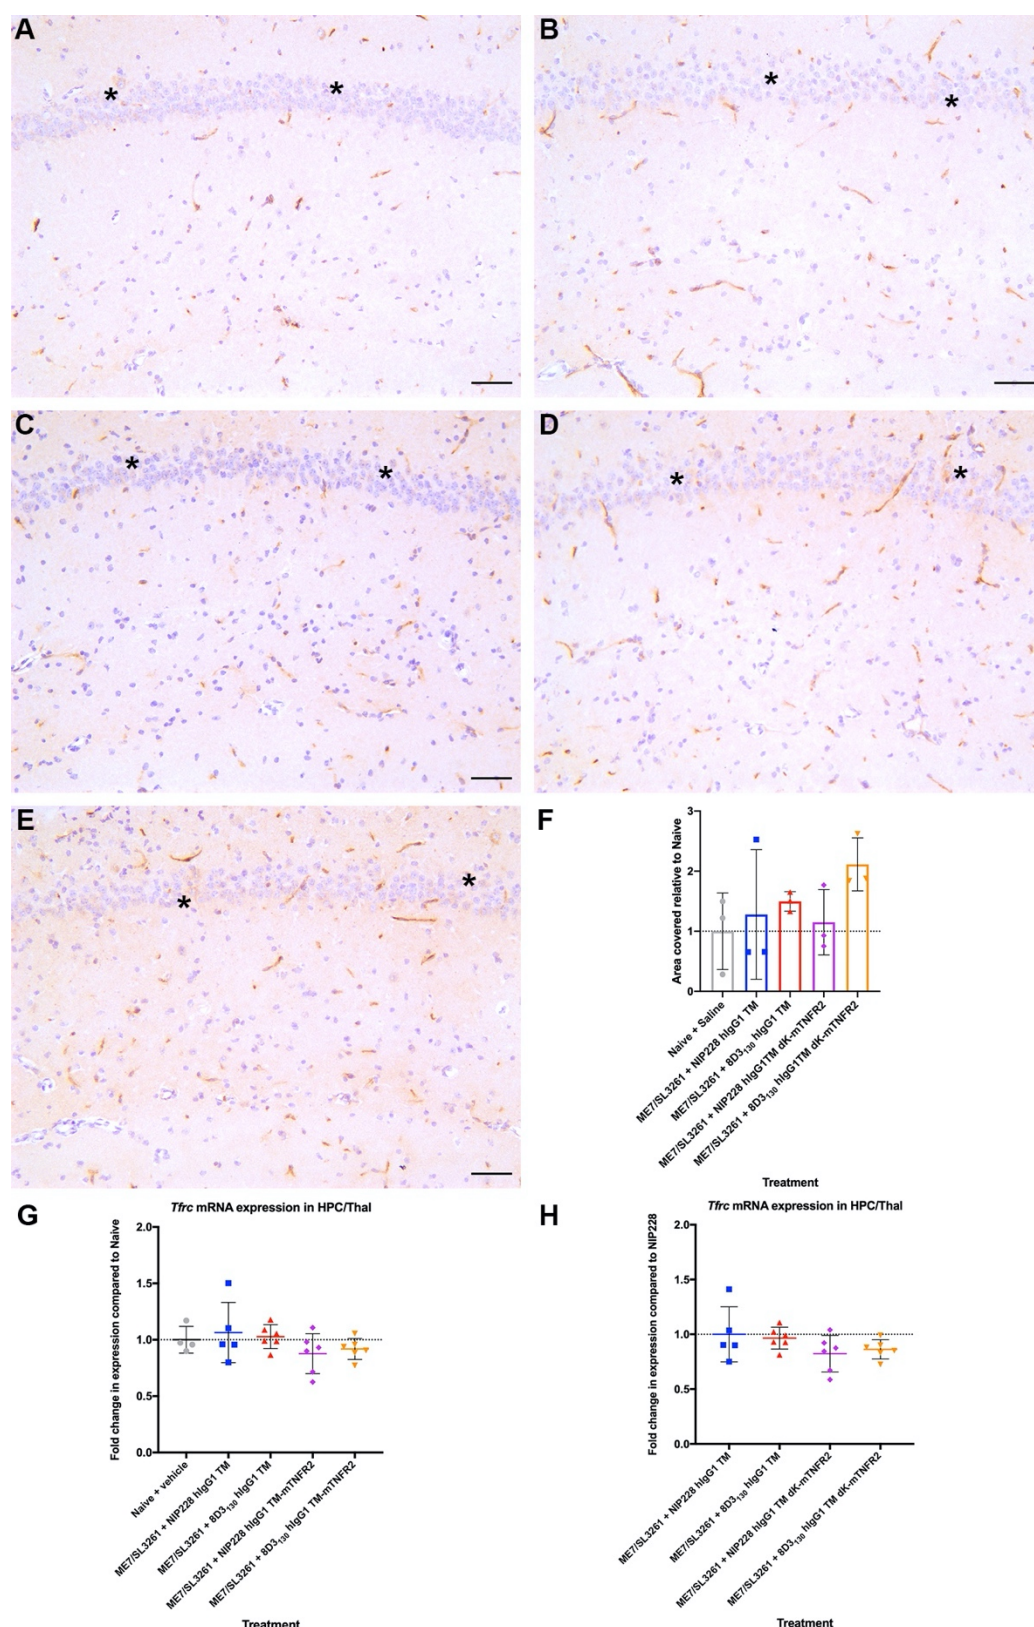 A
*
*
B
*
*
C
*
*
D
*
*
E
*
*
F
Area covered relative to Naive
3
2
1
0
Naive + Saline
ME7/SL3261 + NIP228 hIgG1 TM
ME7/SL3261 + 8D3₁₃₀ hIgG1 TM
ME7/SL3261 + NIP228 hIgG1TM dK-mTNFR2
ME7/SL3261 + 8D3₁₃₀ hIgG1TM dK-mTNFR2
Treatment
G
Tfrc mRNA expression in HPC/Thal
Fold change in expression compared to Naive
2.0
1.5
1.0
0.5
0.0
Naive + vehicle
ME7/SL3261 + NIP228 hIgG1 TM
ME7/SL3261 + 8D3₁₃₀ hIgG1 TM
ME7/SL3261 + NIP228 hIgG1 TM-mTNFR2
ME7/SL3261 + 8D3₁₃₀ hIgG1 TM-mTNFR2
Treatment
H
Tfrc mRNA expression in HPC/Thal
Fold change in expression compared to NIP228
2.0
1.5
1.0
0.5
0.0
ME7/SL3261 + NIP228 hIgG1 TM
ME7/SL3261 + 8D3₁₃₀ hIgG1 TM
ME7/SL3261 + NIP228 hIgG1 TM dK-mTNFR2
ME7/SL3261 + 8D3₁₃₀ hIgG1 TM dK-mTNFR2
Treatment